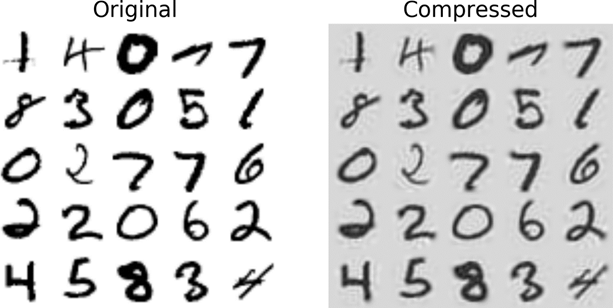 Original Compressed
1 4 0 7 7 1 4 0 7 7
8 3 0 5 1 8 3 0 5 1
0 2 7 7 6 0 2 7 7 6
2 2 0 6 2 2 2 0 6 2
4 5 8 3 4 4 5 8 3 4